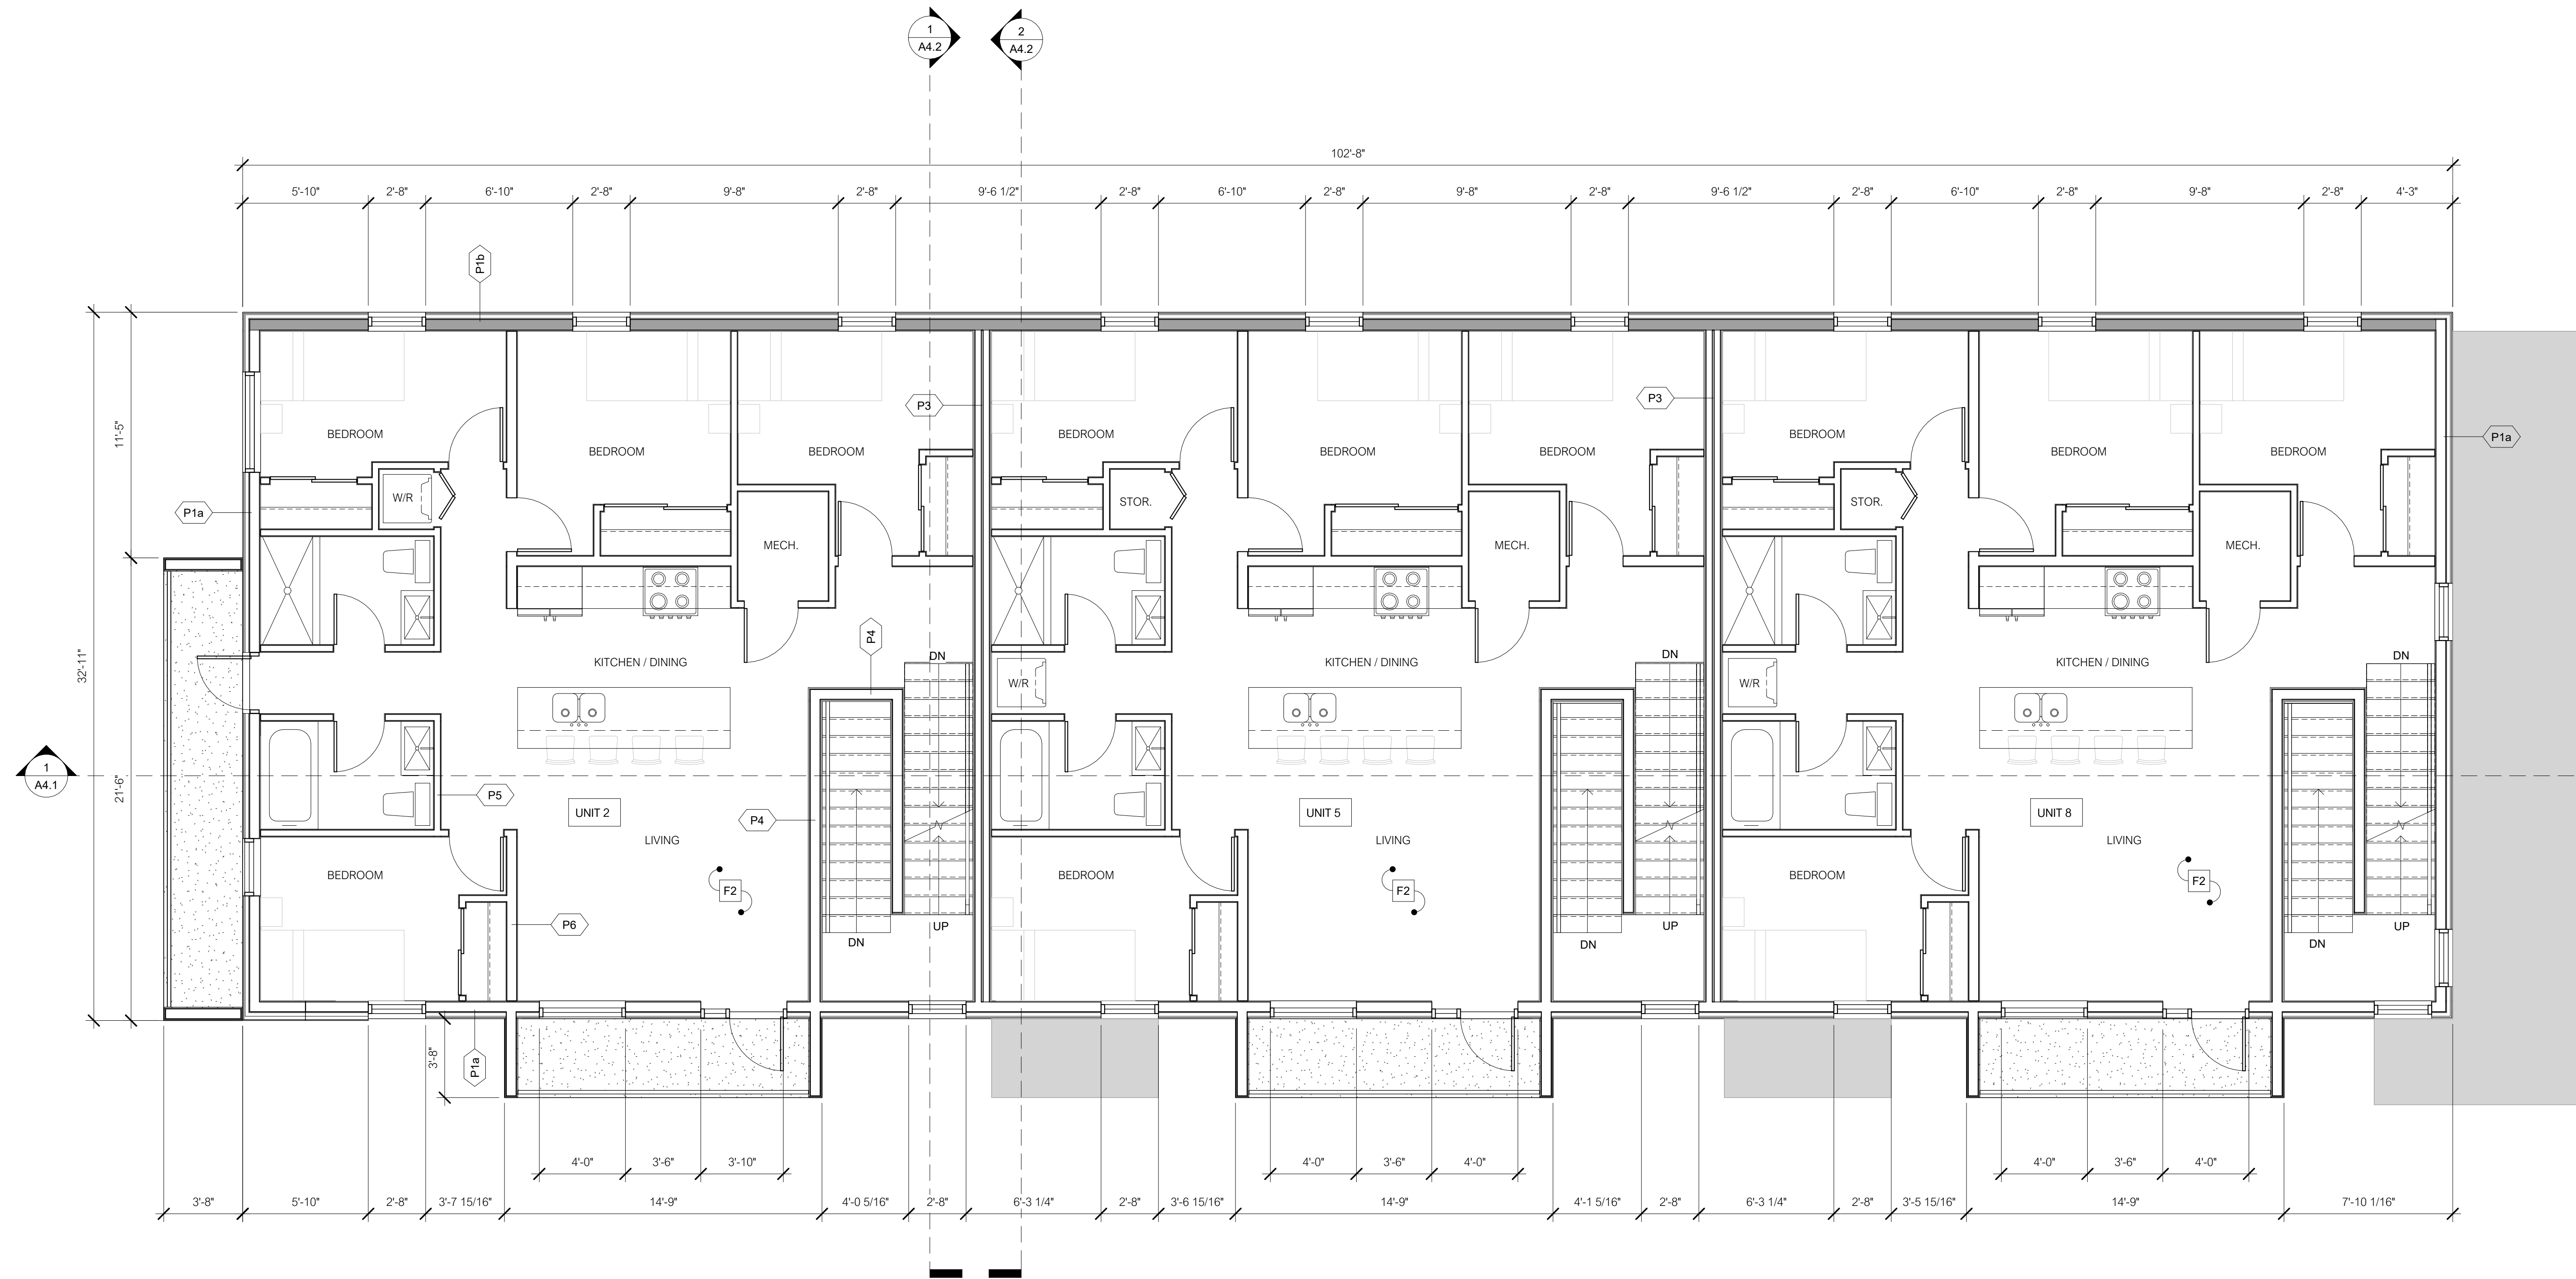 1
A4.2
2
A4.2
102'-8"
5'-10" 2'-8" 6'-10" 2'-8" 9'-8" 2'-8" 9'-6 1/2" 2'-8" 6'-10" 2'-8" 9'-8" 2'-8" 9'-6 1/2" 2'-8" 6'-10" 2'-8" 9'-8" 2'-8" 4'-3"
P1b
P3 P3
11'-5"
BEDROOM BEDROOM BEDROOM BEDROOM BEDROOM BEDROOM BEDROOM BEDROOM BEDROOM
P1a
W/R STOR. STOR.
P1a
MECH. MECH. MECH.
P4
32'-11"
KITCHEN / DINING KITCHEN / DINING KITCHEN / DINING
DN DN DN
W/R W/R
1
A4.1
21'-6"
P5
UNIT 2 UNIT 5 UNIT 8
P4
LIVING LIVING LIVING
BEDROOM BEDROOM BEDROOM
F2 F2 F2
P6
UP UP UP
DN DN DN
3'-8"
P1a
4'-0" 3'-6" 3'-10" 4'-0" 3'-6" 4'-0" 4'-0" 3'-6" 4'-0"
3'-8" 5'-10" 2'-8" 3'-7 15/16" 14'-9" 4'-0 5/16" 2'-8" 6'-3 1/4" 2'-8" 3'-6 15/16" 14'-9" 4'-1 5/16" 2'-8" 6'-3 1/4" 2'-8" 3'-5 15/16" 14'-9" 7'-10 1/16"